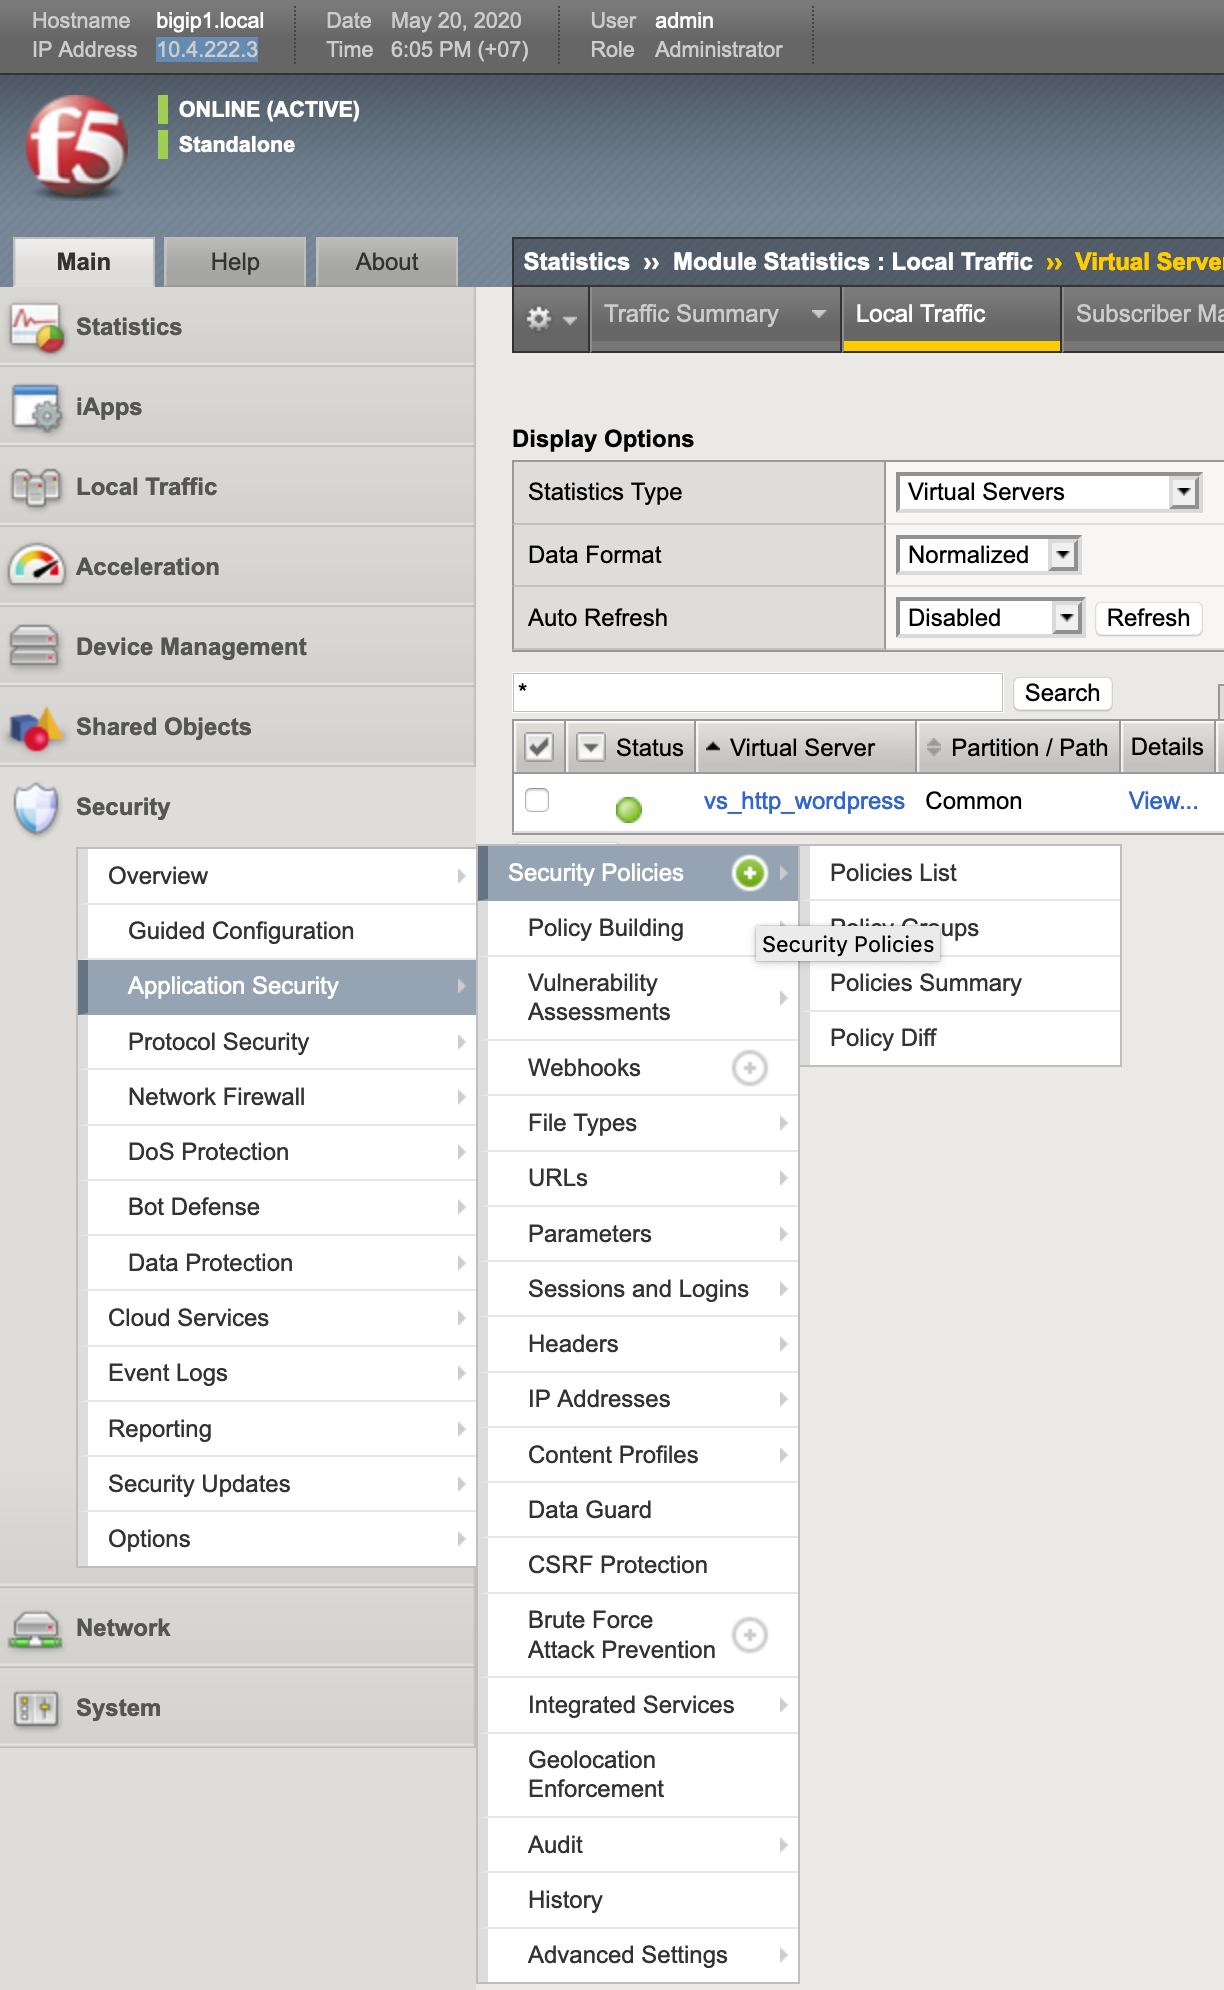 Hostname bigip1.local Date May 20, 2020 User admin
IP Address 10.4.222.3 Time 6:05 PM (+07) Role Administrator
f5
ONLINE (ACTIVE)
Standalone
Main Help About
Statistics ›› Module Statistics : Local Traffic ›› Virtual Server
Traffic Summary Local Traffic Subscriber Ma
Statistics
iApps
Local Traffic
Acceleration
Device Management
Shared Objects
Security
Display Options
Statistics Type Virtual Servers
Data Format Normalized
Auto Refresh Disabled Refresh
* Search
Status Virtual Server Partition / Path Details
vs_http_wordpress Common View...
Overview
Guided Configuration
Application Security
Protocol Security
Network Firewall
DoS Protection
Bot Defense
Data Protection
Cloud Services
Event Logs
Reporting
Security Updates
Options
Network
System
Security Policies
Policy Building
Vulnerability
Assessments
Webhooks
File Types
URLs
Parameters
Sessions and Logins
Headers
IP Addresses
Content Profiles
Data Guard
CSRF Protection
Brute Force
Attack Prevention
Integrated Services
Geolocation
Enforcement
Audit
History
Advanced Settings
Policies List
Policy Groups
Security Policies
Policies Summary
Policy Diff